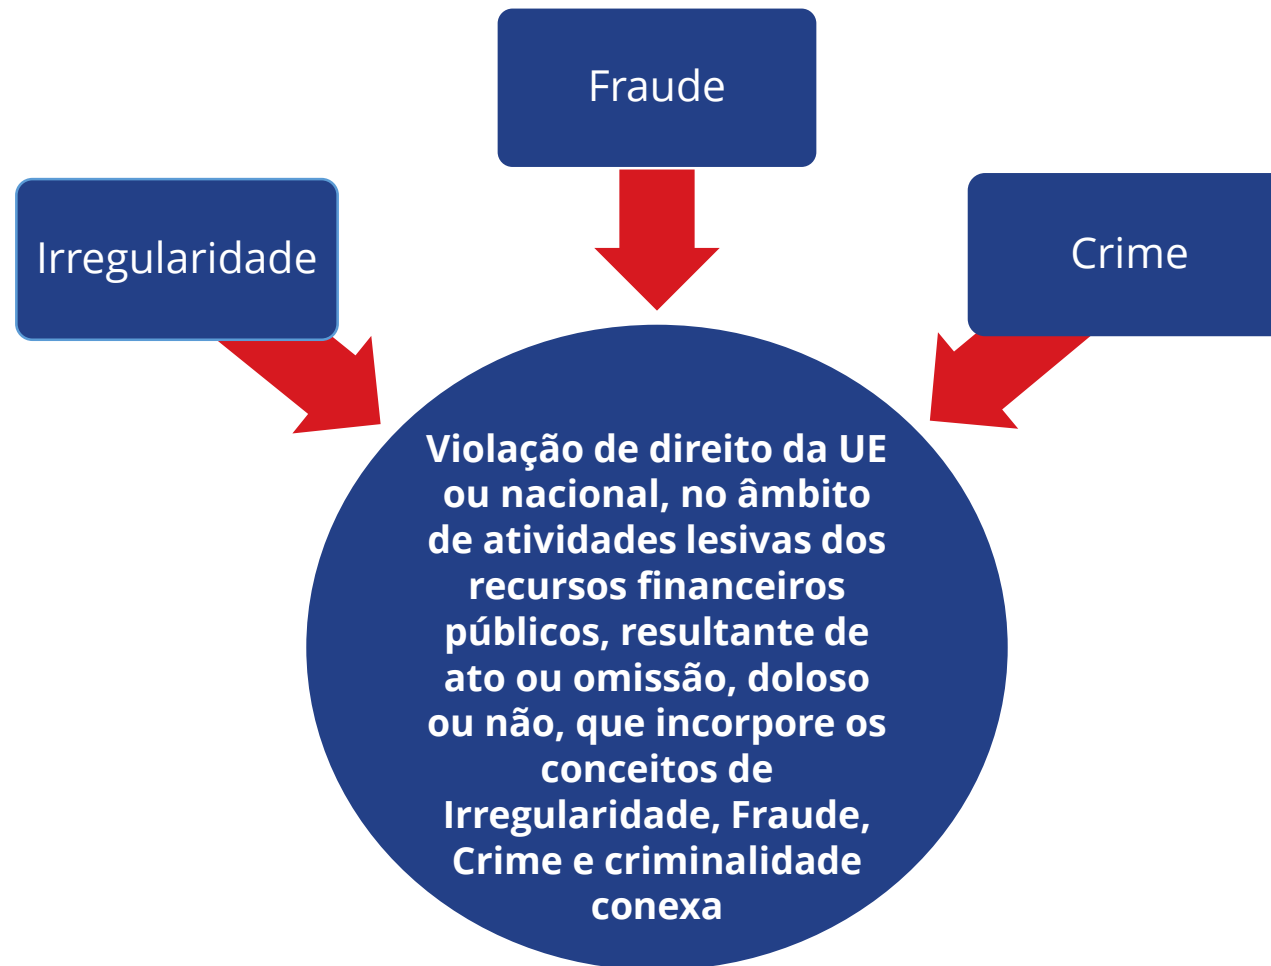 Fraude
Irregularidade
Crime
Violação de direito da UE
ou nacional, no âmbito
de atividades lesivas dos
recursos financeiros
públicos, resultante de
ato ou omissão, doloso
ou não, que incorpore os
conceitos de
Irregularidade, Fraude,
Crime e criminalidade
conexa